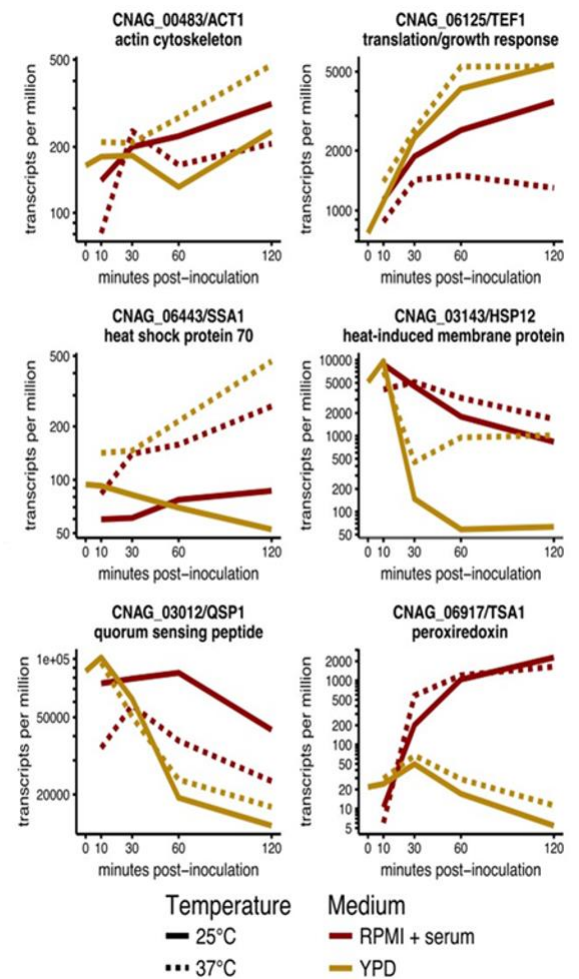 CNAG_00483/ACT1
actin cytoskeleton
500
200
100
transcripts per million
0 10 30 60 120
minutes post−inoculation
CNAG_06125/TEF1
translation/growth response
5000
2000
1000
transcripts per million
0 10 30 60 120
minutes post−inoculation
CNAG_06443/SSA1
heat shock protein 70
500
200
100
50
transcripts per million
0 10 30 60 120
minutes post−inoculation
CNAG_03143/HSP12
heat−induced membrane protein
10000
5000
2000
1000
500
200
100
50
transcripts per million
0 10 30 60 120
minutes post−inoculation
CNAG_03012/QSP1
quorum sensing peptide
1e+05
50000
20000
transcripts per million
0 10 30 60 120
minutes post−inoculation
CNAG_06917/TSA1
peroxiredoxin
2000
1000
500
200
100
50
20
10
5
transcripts per million
0 10 30 60 120
minutes post−inoculation
Temperature
25°C
37°C
Medium
RPMI + serum
YPD